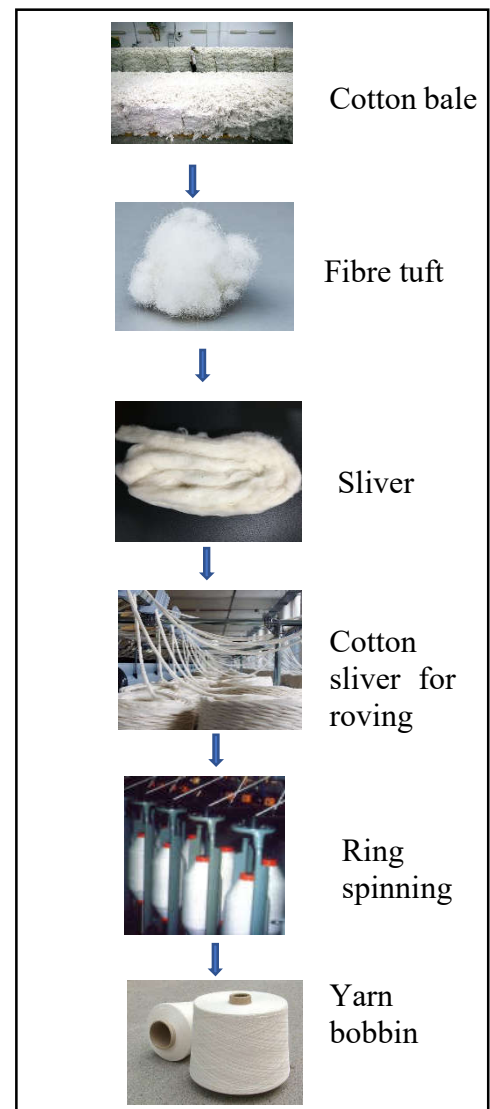 Cotton bale
Fibre tuft
Sliver
Cotton
sliver for
roving
Ring
spinning
Yarn
bobbin